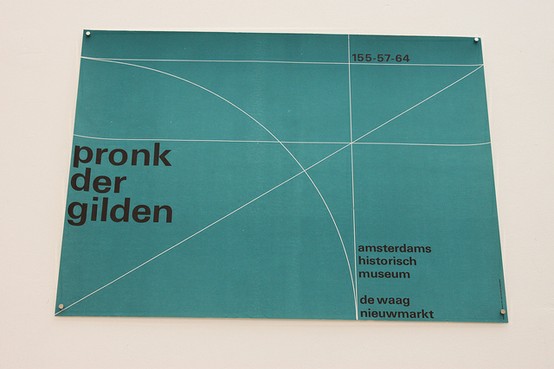 155-57-64
pronk
der
gilden
amsterdams
historisch
museum
de waag
nieuwmarkt